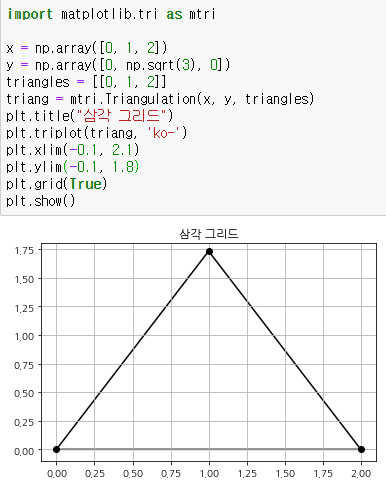 import matplotlib.tri as mtri
x = np.array([0, 1, 2])
y = np.array([0, np.sqrt(3), 0])
triangles = [[0, 1, 2]]
triang = mtri.Triangulation(x, y, triangles)
plt.title("삼각 그리드")
plt.triplot(triang, 'ko-')
plt.xlim(-0.1, 2.1)
plt.ylim(-0.1, 1.8)
plt.grid(True)
plt.show()
삼각 그리드
1,75
1,50
1,25
1,00
0,75
0,50
0,25
0,00
0,00 0,25 0,50 0,75 1,00 1,25 1,50 1,75 2,00